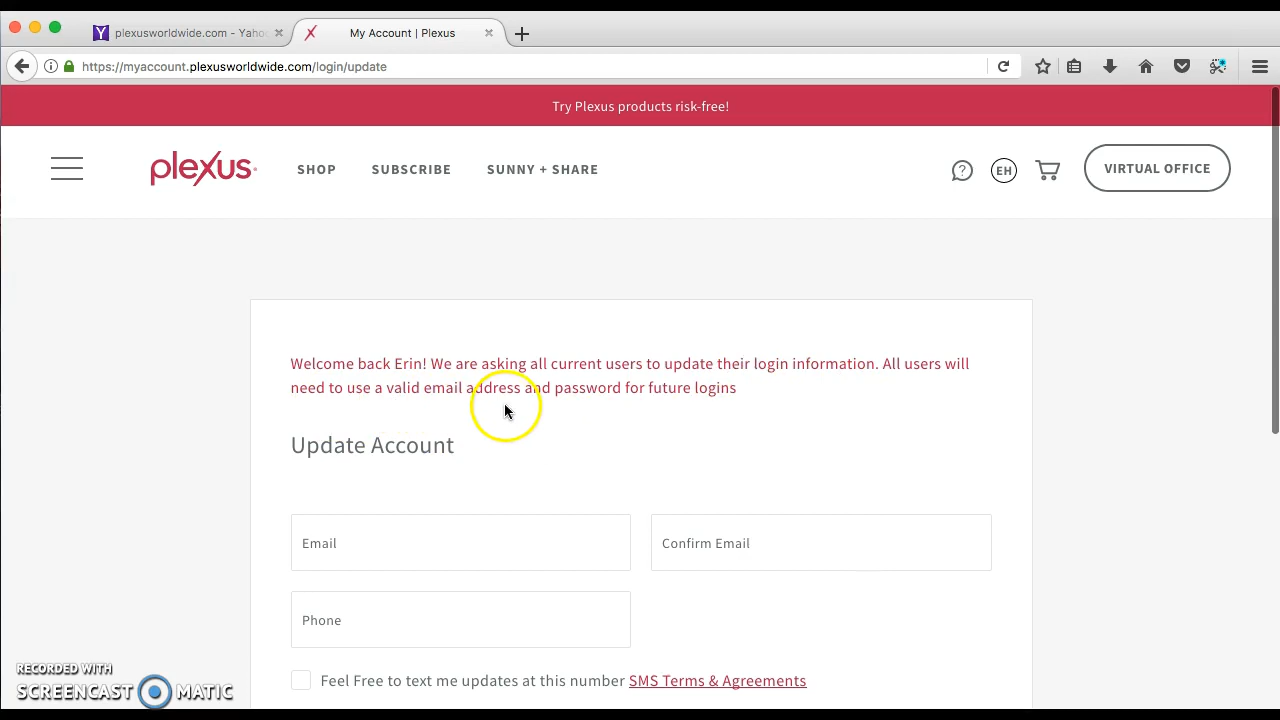 plexusworldwide.com - Yaho
My Account | Plexus
https://myaccount.plexusworldwide.com/login/update
Try Plexus products risk-free!
plexus
SHOP
SUBSCRIBE
SUNNY + SHARE
?
EH
VIRTUAL OFFICE
Welcome back Erin! We are asking all current users to update their login information. All users will
need to use a valid email address and password for future logins
Update Account
Email
Confirm Email
Phone
Feel Free to text me updates at this number SMS Terms & Agreements
RECORDED WITH
SCREENCAST MATIC